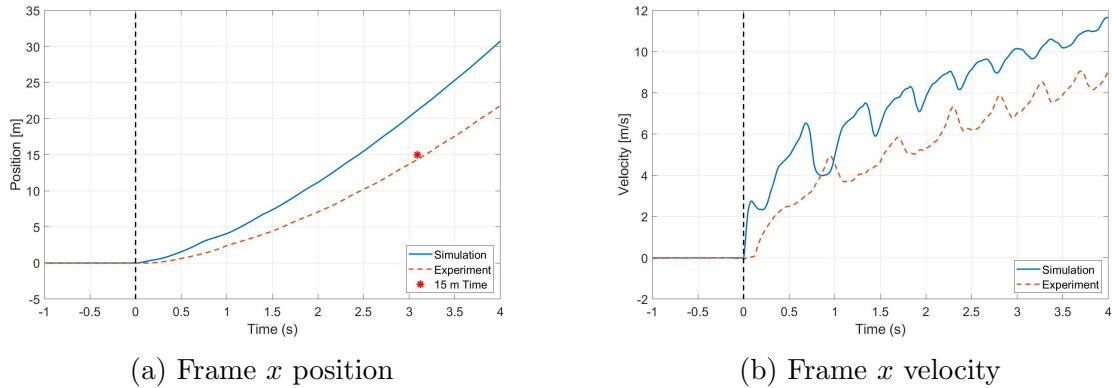 35
30
25
20
15
10
5
0
-5
Position [m]
-1 -0.5 0 0.5 1 1.5 2 2.5 3 3.5 4
Time (s)
Simulation
Experiment
15 m Time
(a) Frame x position
12
10
8
6
4
2
0
-2
Velocity [m/s]
-1 -0.5 0 0.5 1 1.5 2 2.5 3 3.5 4
Time (s)
Simulation
Experiment
(b) Frame x velocity